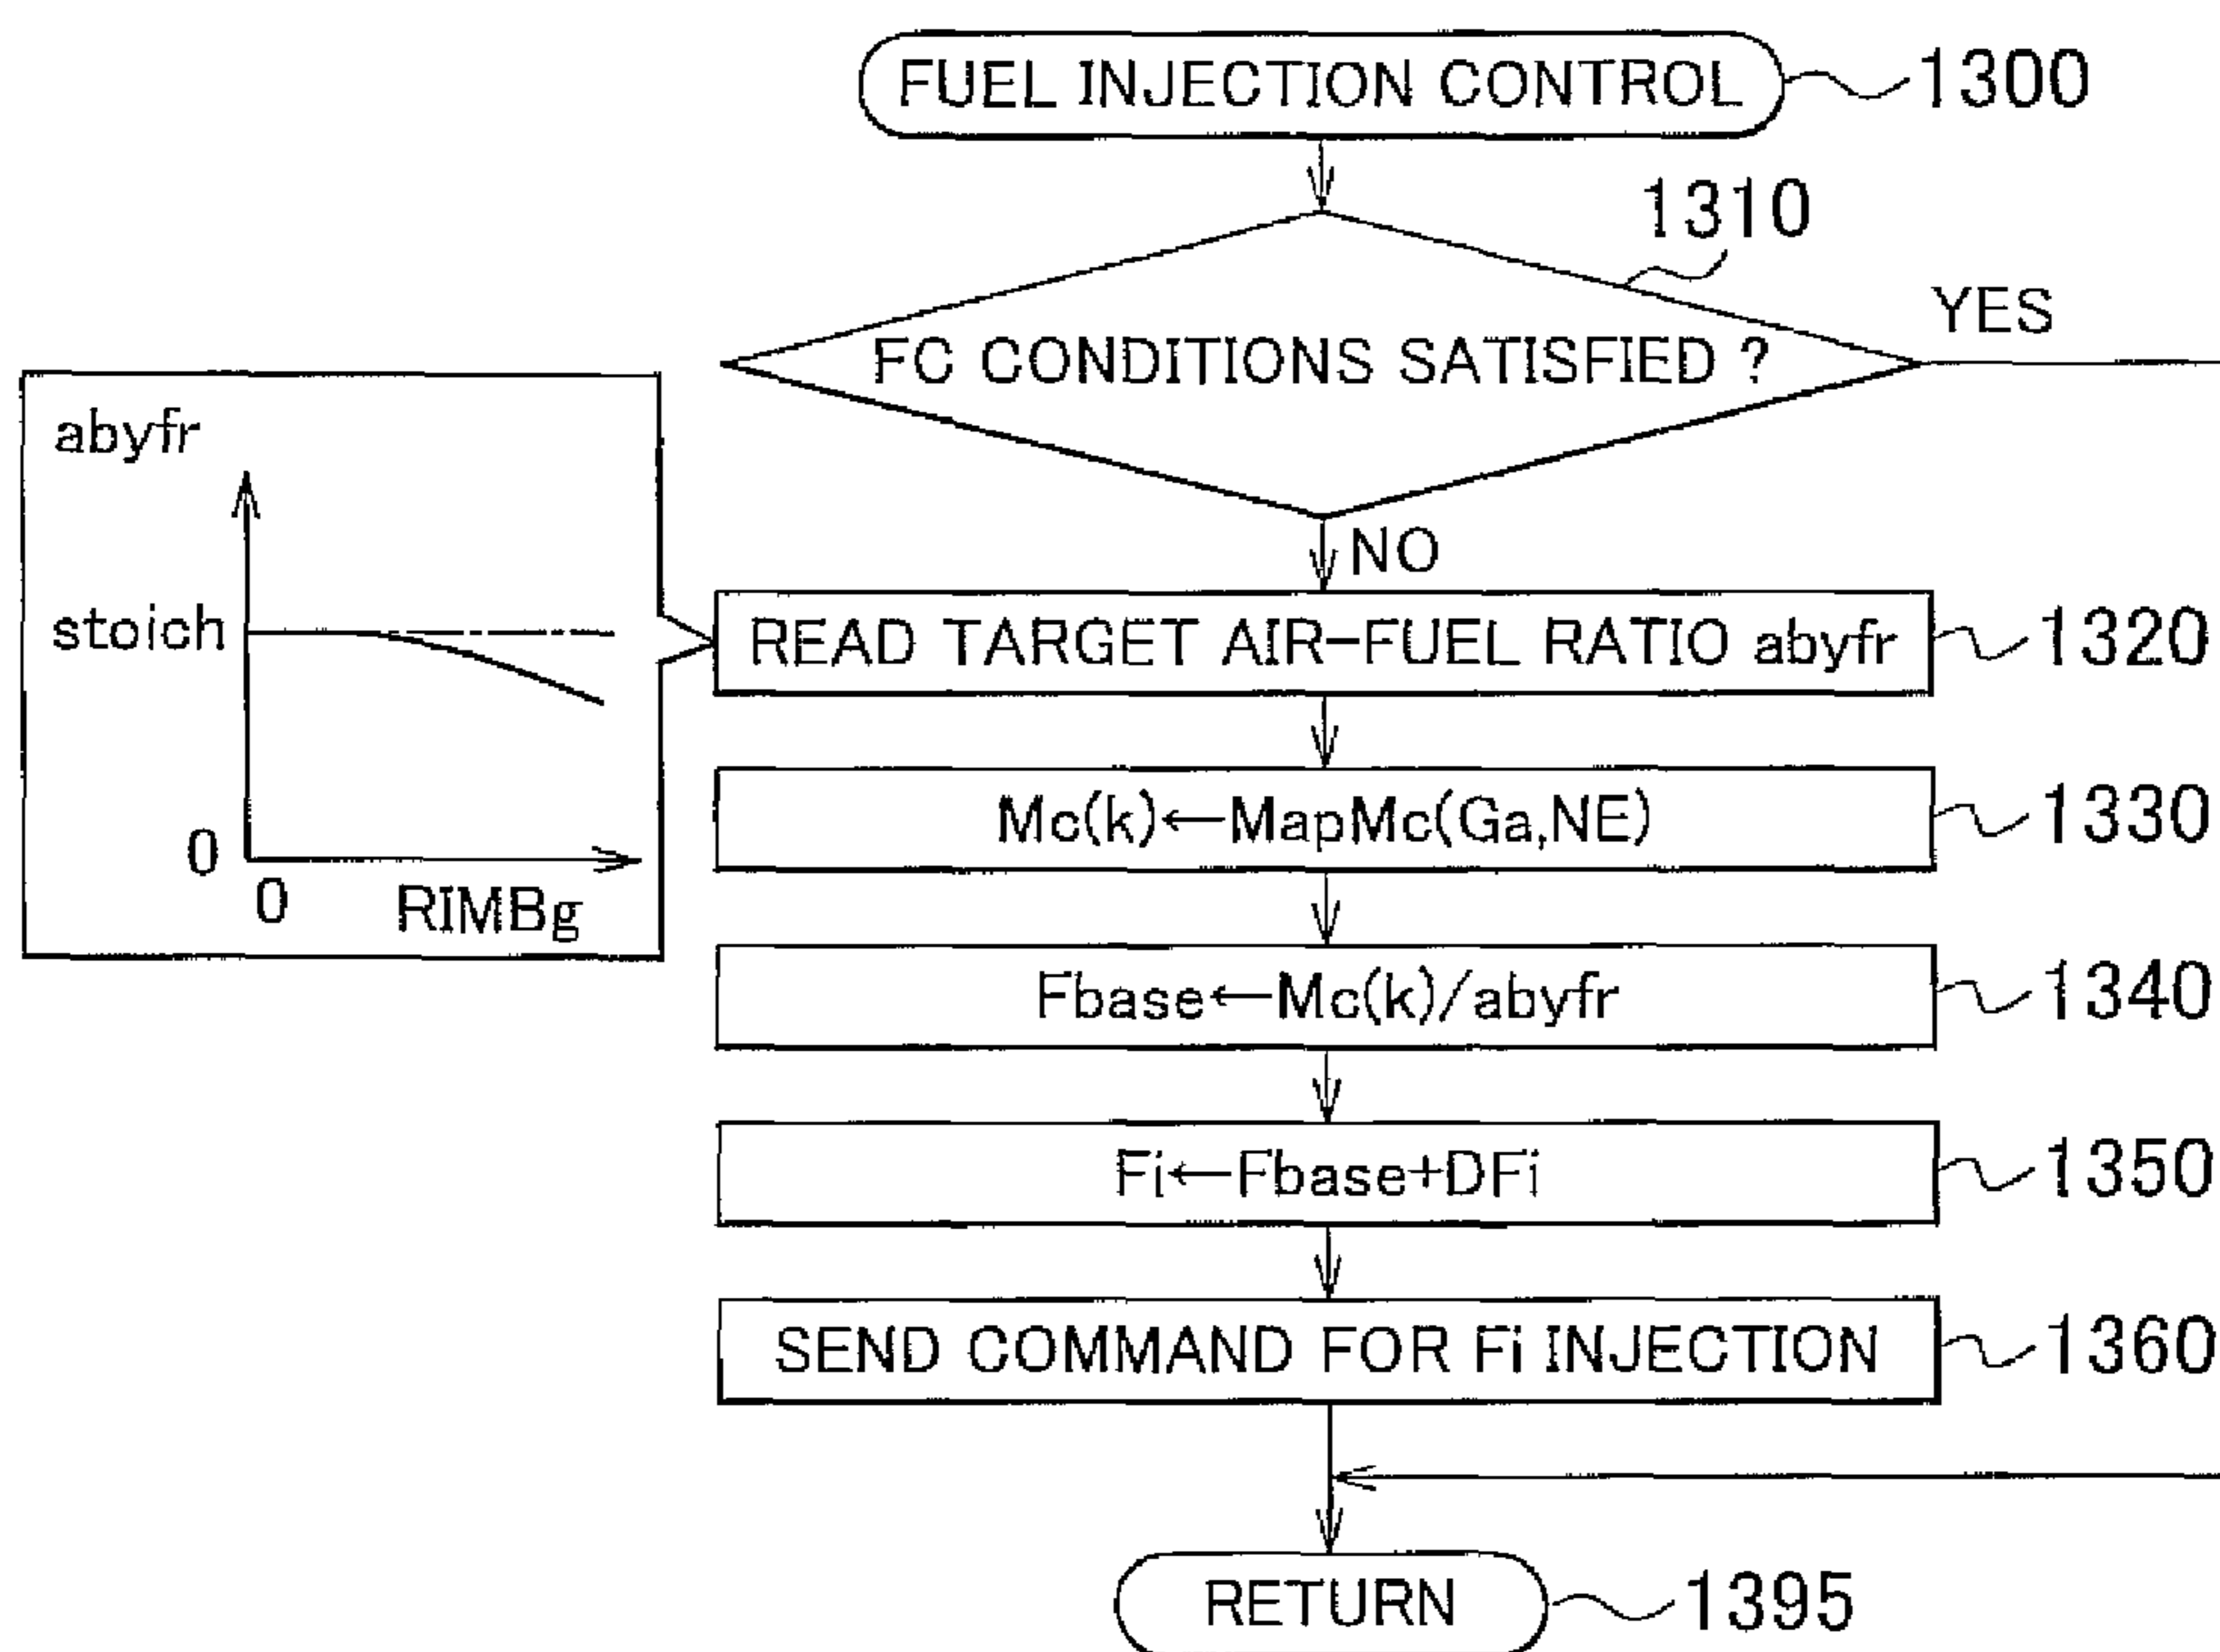 FUEL INJECTION CONTROL
1300
1310
FC CONDITIONS SATISFIED ?
YES
NO
abyfr
stoich
0
0
RIMBg
READ TARGET AIR-FUEL RATIO abyfr
1320
Mc(k)←MapMc(Ga,NE)
1330
Fbase←Mc(k)/abyfr
1340
Fi←Fbase+DFi
1350
SEND COMMAND FOR Fi INJECTION
1360
RETURN
1395